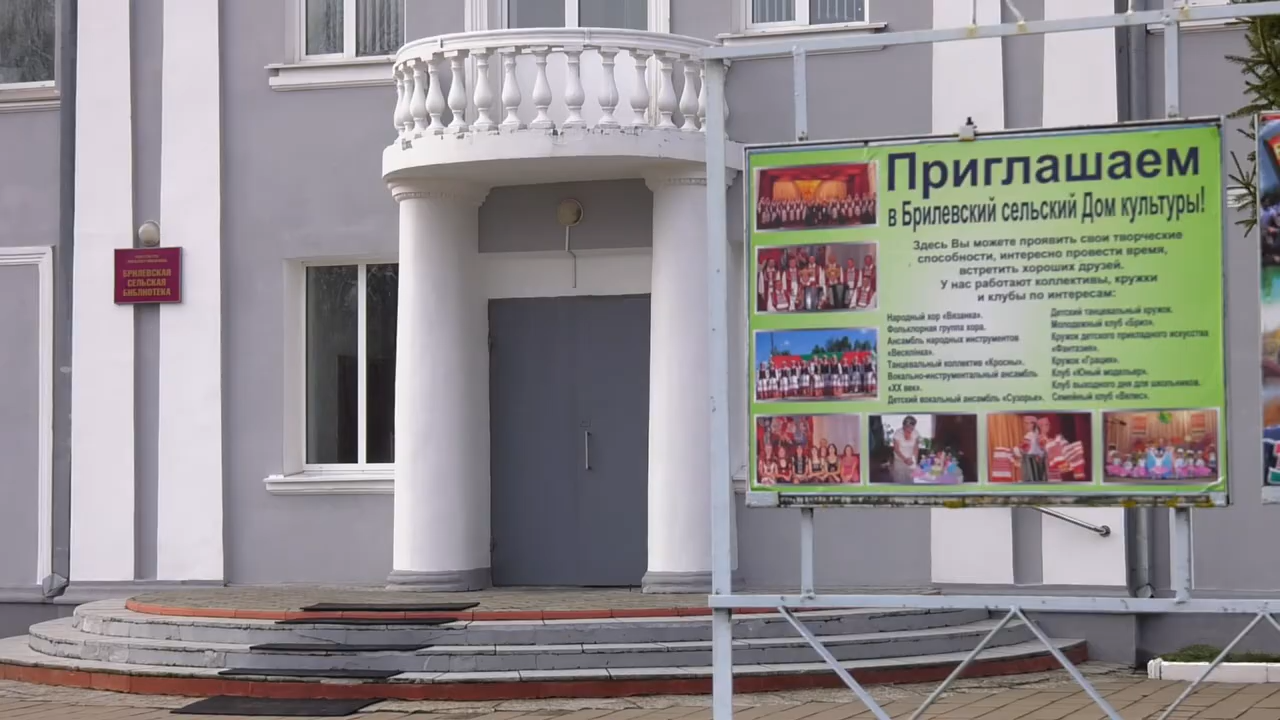 БРИЛЕВСКАЯ
СЕЛЬСКАЯ
БИБЛИОТЕКА
Приглашаем
в Брилевский сельский Дом культуры!
Здесь Вы можете проявить свои творческие
способности, интересно провести время,
встретить хороших друзей.
У нас работают коллективы, кружки
и клубы по интересам:
Народный хор «Вязанка».
Фольклорная группа хора.
Ансамбль народных инструментов
«Весялінка».
Танцевальный коллектив «Кросны».
Вокально-инструментальный ансамбль
«ХХ век».
Детский вокальный ансамбль «Сузорье».
Детский танцевальный кружок.
Молодежный клуб «Бриз».
Кружок детского прикладного искусства
«Фантазия».
Кружок «Грация».
Клуб «Юный модельер».
Клуб выходного дня для школьников.
Семейный клуб «Велес».